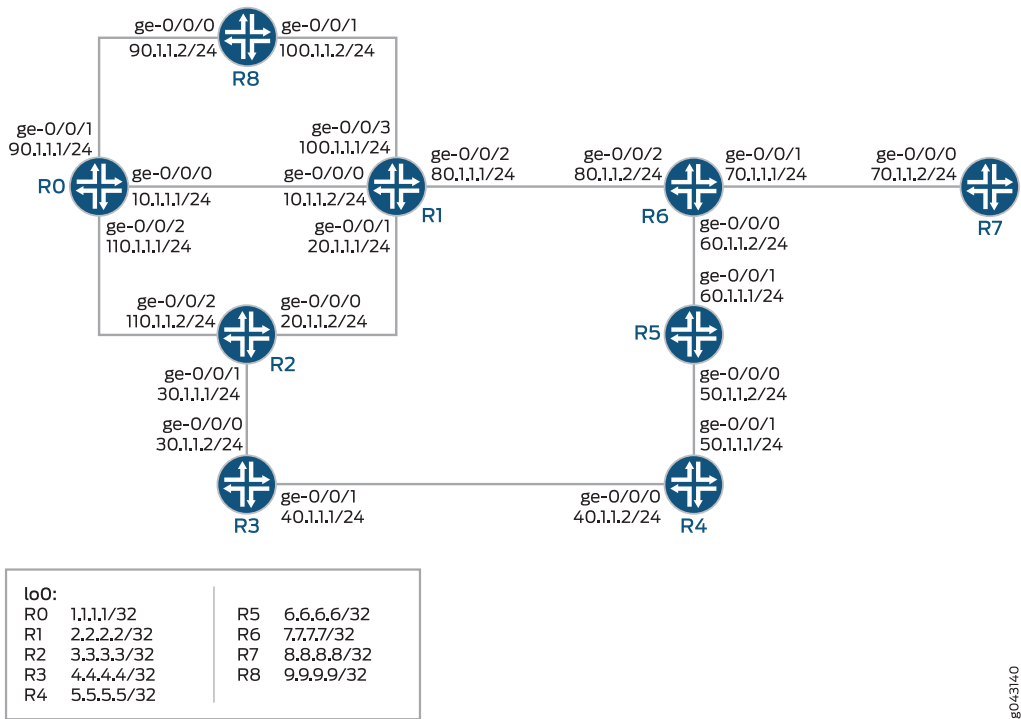 ge-0/0/0
90.1.1.2/24
ge-0/0/1
100.1.1.2/24
R8
ge-0/0/1
90.1.1.1/24
ge-0/0/3
100.1.1.1/24
R0
ge-0/0/0
10.1.1.1/24
ge-0/0/0
10.1.1.2/24
R1
ge-0/0/2
80.1.1.1/24
ge-0/0/2
80.1.1.2/24
R6
ge-0/0/1
70.1.1.1/24
ge-0/0/0
70.1.1.2/24
R7
ge-0/0/2
110.1.1.1/24
ge-0/0/1
20.1.1.1/24
ge-0/0/0
60.1.1.2/24
ge-0/0/2
110.1.1.2/24
ge-0/0/0
20.1.1.2/24
R2
ge-0/0/1
60.1.1.1/24
R5
ge-0/0/1
30.1.1.1/24
ge-0/0/0
50.1.1.2/24
ge-0/0/0
30.1.1.2/24
ge-0/0/1
50.1.1.1/24
R3
ge-0/0/1
40.1.1.1/24
ge-0/0/0
40.1.1.2/24
R4
lo0:
R0 1.1.1.1/32
R1 2.2.2.2/32
R2 3.3.3.3/32
R3 4.4.4.4/32
R4 5.5.5.5/32
R5 6.6.6.6/32
R6 7.7.7.7/32
R7 8.8.8.8/32
R8 9.9.9.9/32
g043140